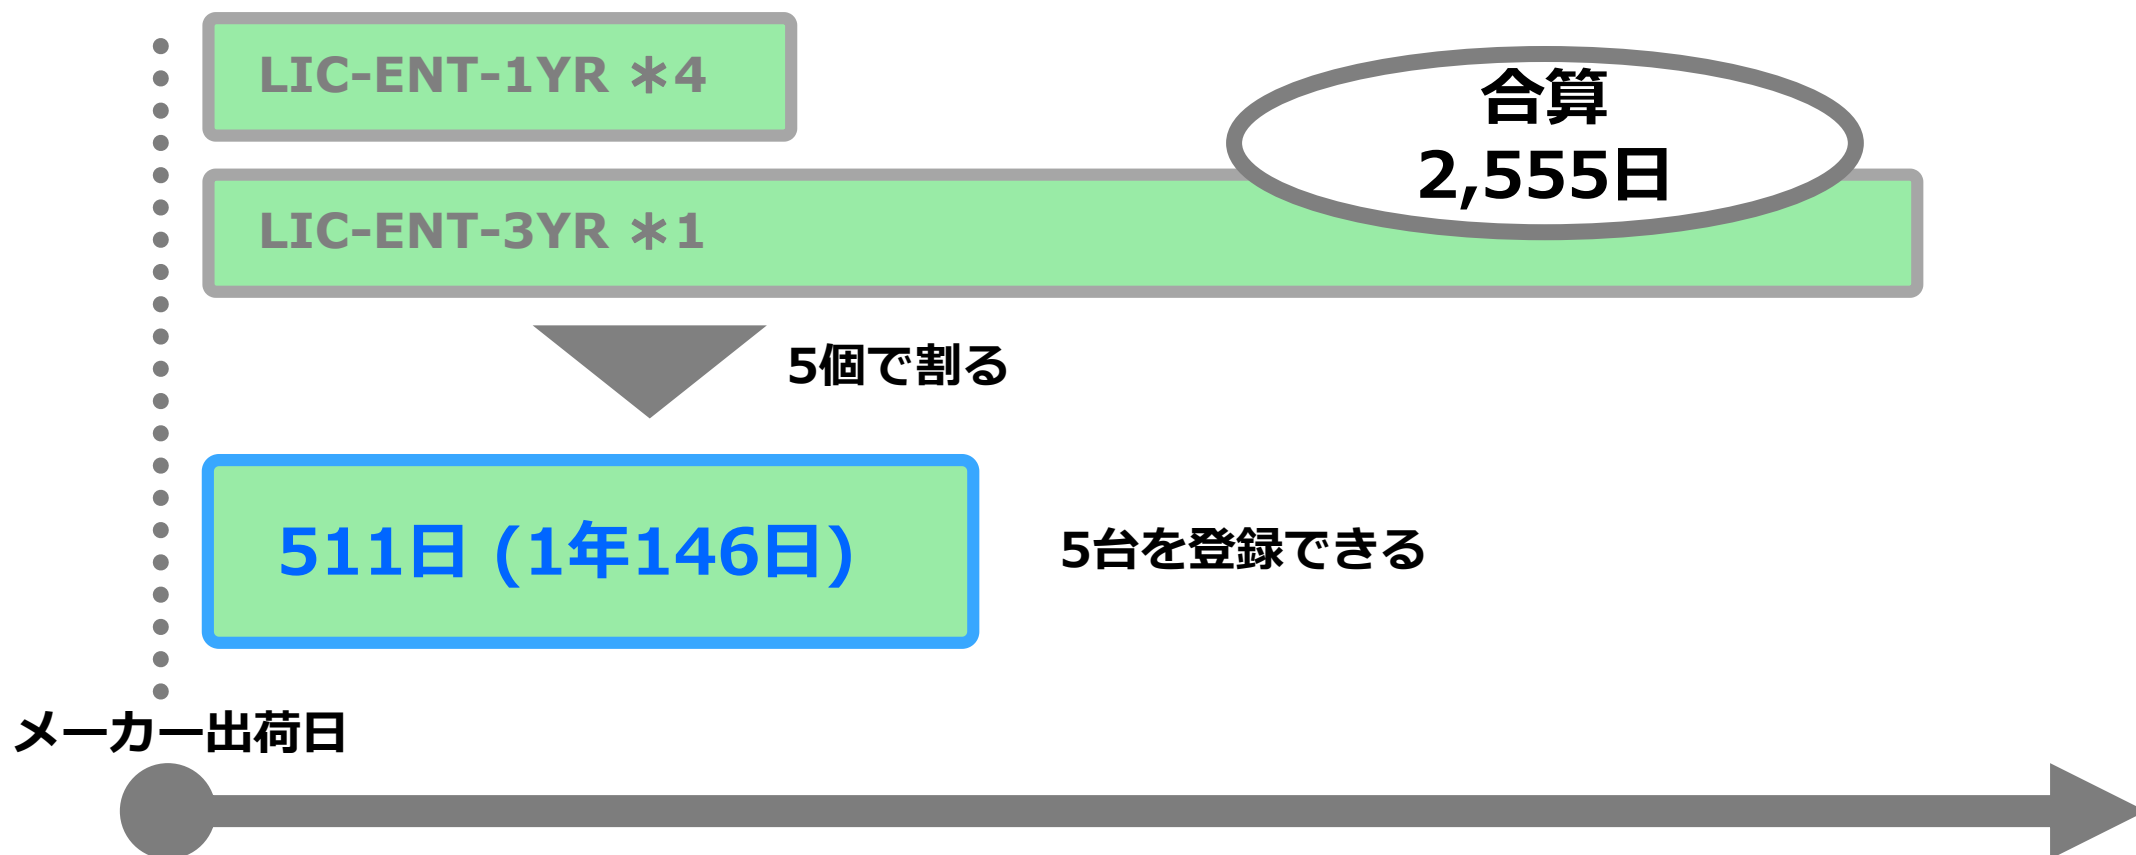 LIC-ENT-1YR ＊4
合算
2,555日
LIC-ENT-3YR ＊1
5個で割る
511日 (1年146日)
5台を登録できる
メーカー出荷日